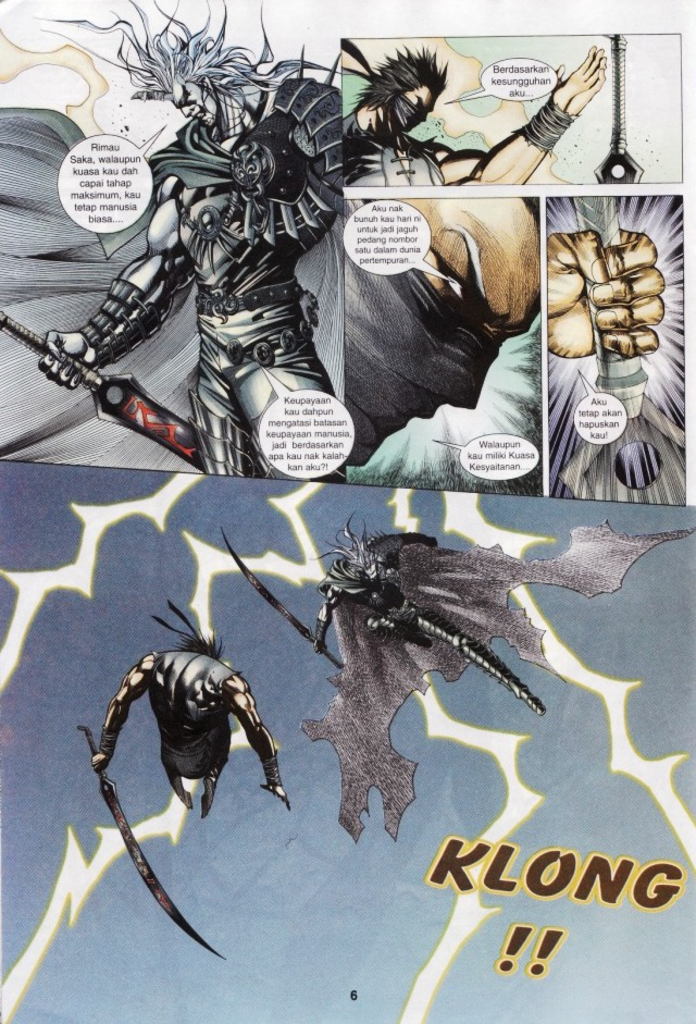 Rimau
Saka, walaupun
kuasa kau dah
capai tahap
maksimum, kau
tetap manusia
biasa....
Keupayaan
kau dahpun
mengatasi batasan
keupayaan manusia,
jadi berdasarkan
apa kau nak kalah-
kan aku?!
Berdasarkan
kesungguhan
aku...
Aku nak
bunuh kau hari ni
untuk jadi jaguh
pedang nombor
satu dalam dunia
pertempuran...
Walaupun
kau miliki Kuasa
Kesyaitanan....
Aku
tetap akan
hapuskan
kau!
KLONG
!!
6